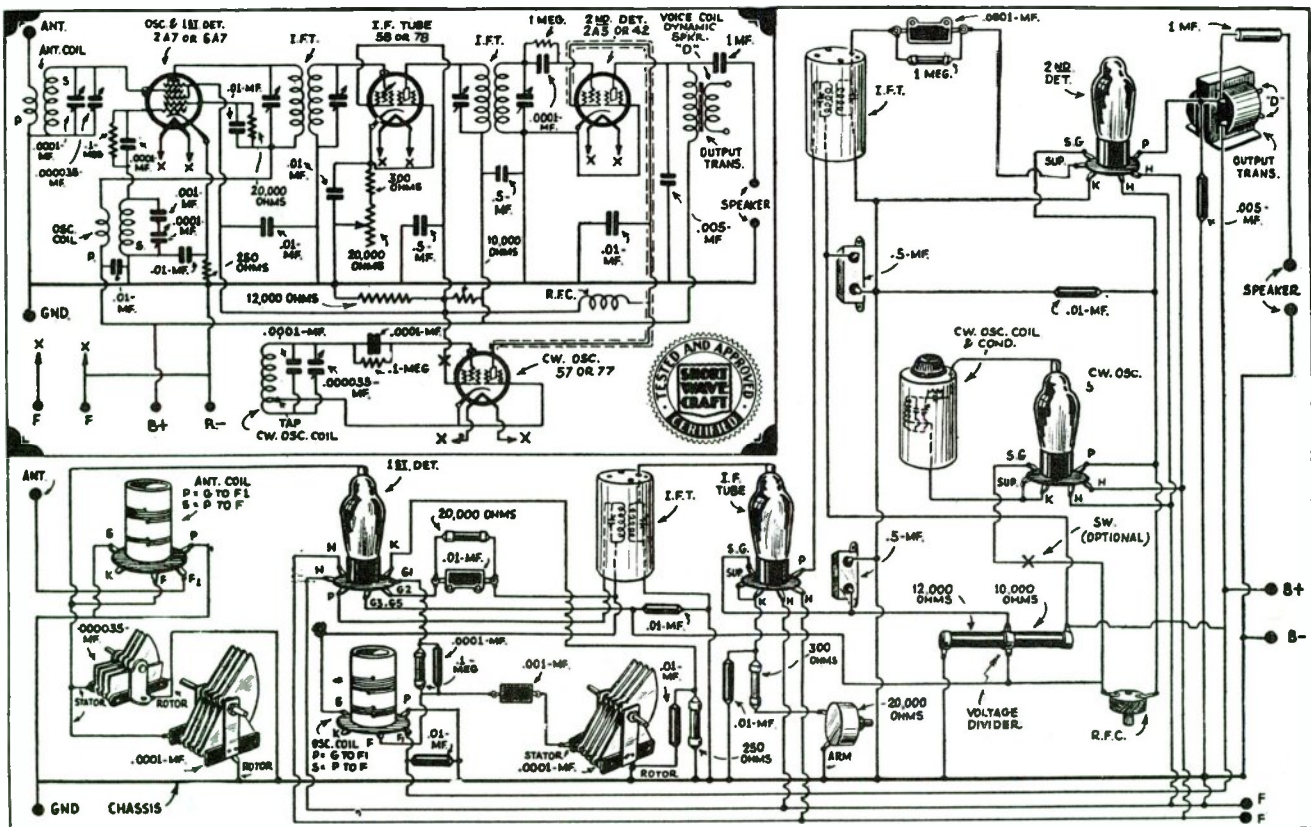 ANT.
OSC. & 1ST DET.
2A7 OR 6A7
I.F. TUBE
58 OR 78
1 MEG.
2ND. DET.
2A5 OR 42
VOICE COIL
DYNAMIC
SPKR.
"D"
1 MF.
ANT. COIL
I.F.T.
I.F.T.
S
P
.01-MF.
.0001-
MF.
.000035-
MF.
.1-
MEG
.0001-
MF.
20,000
OHMS
.01-
MF.
300
OHMS
.0001-
MF.
OUTPUT
TRANS.
.001-
MF.
.0001-
MF.
OSC.
COIL
S.
P.
.01-MF.
.01-
MF.
250
OHMS
.01-
MF.
20,000
OHMS
.5-
MF.
.5-
MF.
10,000
OHMS
.01-
MF.
.005-
MF
SPEAKER
GND.
12,000 OHMS
R.F.C.
X
X
.0001-MF.
.0001-MF.
.1-MEG
.000035-
MF.
CW. OSC.
57 OR 77
TAP
CW. OSC. COIL
X
X
F
F
B+
TESTED AND APPROVED
SHORT
WAVE
CRAFT
CERTIFIED
ANT.
ANT. COIL
P = G TO F1
S = P TO F
1ST. DET.
G
P
K
F
F1
H
H
K
G1
G2
P
G3, G5
20,000 OHMS
.01-MF.
I.F.T.
I.F.
TUBE
S.G.
SUP.
K
H
H
P
.01-MF.
.000035-
MF.
STATOR
ROTOR
.0001-MF.
ROTOR
.0001-MF.
.1-
MEG
.001-MF.
G
P
K
F
F1
OSC. COIL
P = G TO F1
S = P TO F
.01-
MF.
STATOR
.0001-MF.
ROTOR
.01-
MF.
250
OHMS
.01-MF.
300
OHMS
20,000
OHMS
ARM
GND
CHASSIS
.0001-MF.
1 MEG.
I.F.T.
2ND.
DET.
S.G
SUP.
K
H
H
P
1 MF.
"D"
OUTPUT
TRANS.
.005-
MF.
.5-MF.
.01-MF.
SPEAKER
CW OSC. COIL
& COND.
CW. OSC.
S.G
SUP.
K
H
H
P
SW.
(OPTIONAL)
.5-MF.
12,000
OHMS
10,000
OHMS
VOLTAGE
DIVIDER
R.F.C.
B+
B-
F
F